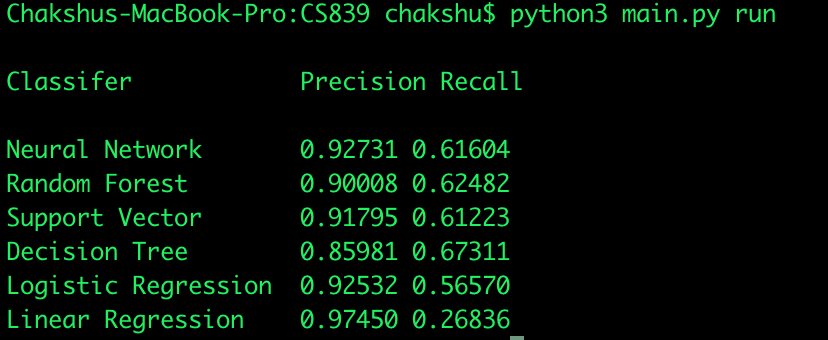 Chakshus-MacBook-Pro:CS839 chakshu$ python3 main.py run
Classifer Precision Recall
Neural Network 0.92731 0.61604
Random Forest 0.90008 0.62482
Support Vector 0.91795 0.61223
Decision Tree 0.85981 0.67311
Logistic Regression 0.92532 0.56570
Linear Regression 0.97450 0.26836